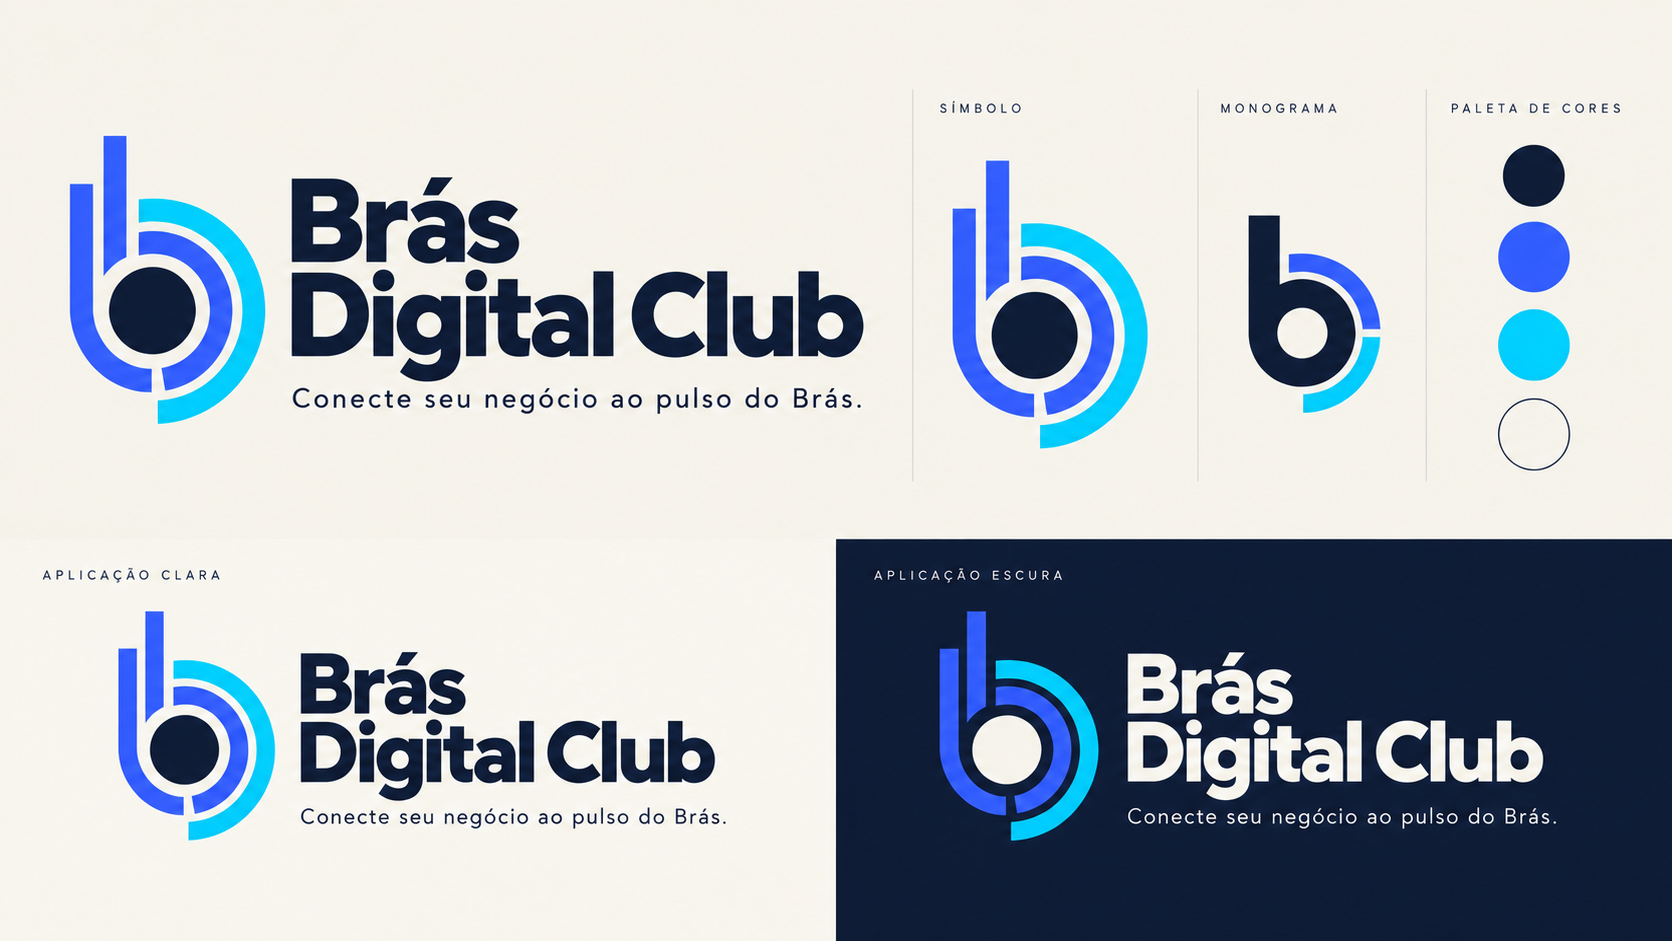 Brás
Digital Club
Conecte seu negócio ao pulso do Brás.
SÍMBOLO
MONOGRAMA
PALETA DE CORES
APLICAÇÃO CLARA
Brás
Digital Club
Conecte seu negócio ao pulso do Brás.
APLICAÇÃO ESCURA
Brás
Digital Club
Conecte seu negócio ao pulso do Brás.